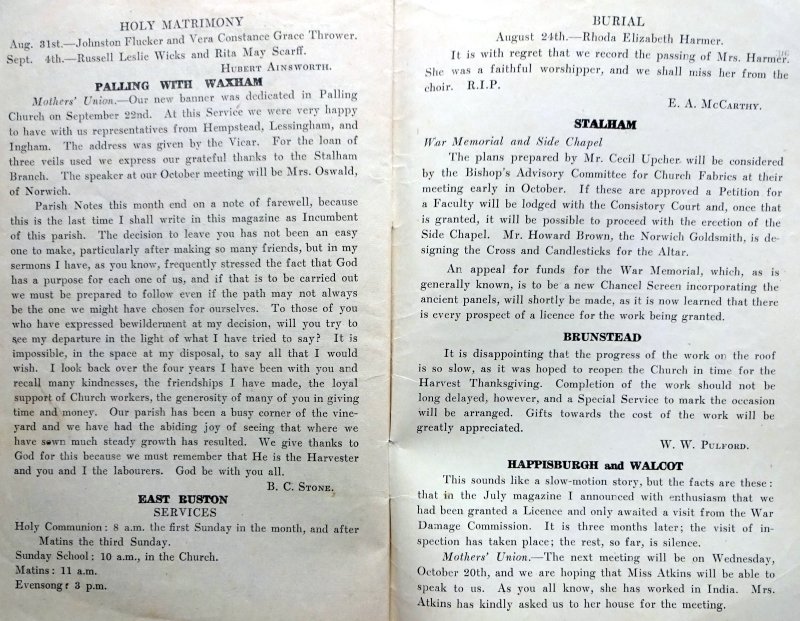 HOLY MATRIMONY
Aug. 31st.—Johnston Flucker and Vera Constance Grace Thrower.
Sept. 4th.—Russell Leslie Wicks and Rita May Scarff.
HUBERT AINSWORTH.
PALLING WITH WAXHAM
Mothers' Union.—Our new banner was dedicated in Palling
Church on September 22nd. At this Service we were very happy
to have with us representatives from Hempstead, Lessingham, and
Ingham. The address was given by the Vicar. For the loan of
three veils used we express our grateful thanks to the Stalham
Branch. The speaker at our October meeting will be Mrs. Oswald,
of Norwich.
Parish Notes this month end on a note of farewell, because
this is the last time I shall write in this magazine as Incumbent
of this parish. The decision to leave you has not been an easy
one to make, particularly after making so many friends, but in my
sermons I have, as you know, frequently stressed the fact that God
has a purpose for each one of us, and if that is to be carried out
we must be prepared to follow even if the path may not always
be the one we might have chosen for ourselves. To those of you
who have expressed bewilderment at my decision, will you try to
see my departure in the light of what I have tried to say? It is
impossible, in the space at my disposal, to say all that I would
wish. I look back over the four years I have been with you and
recall many kindnesses, the friendships I have made, the loyal
support of Church workers, the generosity of many of you in giving
time and money. Our parish has been a busy corner of the vine-
yard and we have had the abiding joy of seeing that where we
have sown much steady growth has resulted. We give thanks to
God for this because we must remember that He is the Harvester
and you and I the labourers. God be with you all.
B. C. STONE.
EAST RUSTON
SERVICES
Holy Communion: 8 a.m. the first Sunday in the month, and after
Matins the third Sunday.
Sunday School: 10 a.m., in the Church.
Matins: 11 a.m.
Evensong: 3 p.m.
BURIAL
August 24th.—Rhoda Elizabeth Harmer.
It is with regret that we record the passing of Mrs. Harmer.
She was a faithful worshipper, and we shall miss her from the
choir. R.I.P.
E. A. MCCARTHY.
STALHAM
War Memorial and Side Chapel
The plans prepared by Mr. Cecil Upcher will be considered
by the Bishop's Advisory Committee for Church Fabrics at their
meeting early in October. If these are approved a Petition for
a Faculty will be lodged with the Consistory Court and, once that
is granted, it will be possible to proceed with the erection of the
Side Chapel. Mr. Howard Brown, the Norwich Goldsmith, is de-
signing the Cross and Candlesticks for the Altar.
An appeal for funds for the War Memorial, which, as is
generally known, is to be a new Chancel Screen incorporating the
ancient panels, will shortly be made, as it is now learned that there
is every prospect of a licence for the work being granted.
BRUNSTEAD
It is disappointing that the progress of the work on the roof
is so slow, as it was hoped to reopen the Church in time for the
Harvest Thanksgiving. Completion of the work should not be
long delayed, however, and a Special Service to mark the occasion
will be arranged. Gifts towards the cost of the work will be
greatly appreciated.
W. W. PULFORD.
HAPPISBURGH and WALCOT
This sounds like a slow-motion story, but the facts are these:
that in the July magazine I announced with enthusiasm that we
had been granted a Licence and only awaited a visit from the War
Damage Commission. It is three months later; the visit of in-
spection has taken place; the rest, so far, is silence.
Mothers' Union.—The next meeting will be on Wednesday,
October 20th, and we are hoping that Miss Atkins will be able to
speak to us. As you all know, she has worked in India. Mrs.
Atkins has kindly asked us to her house for the meeting.